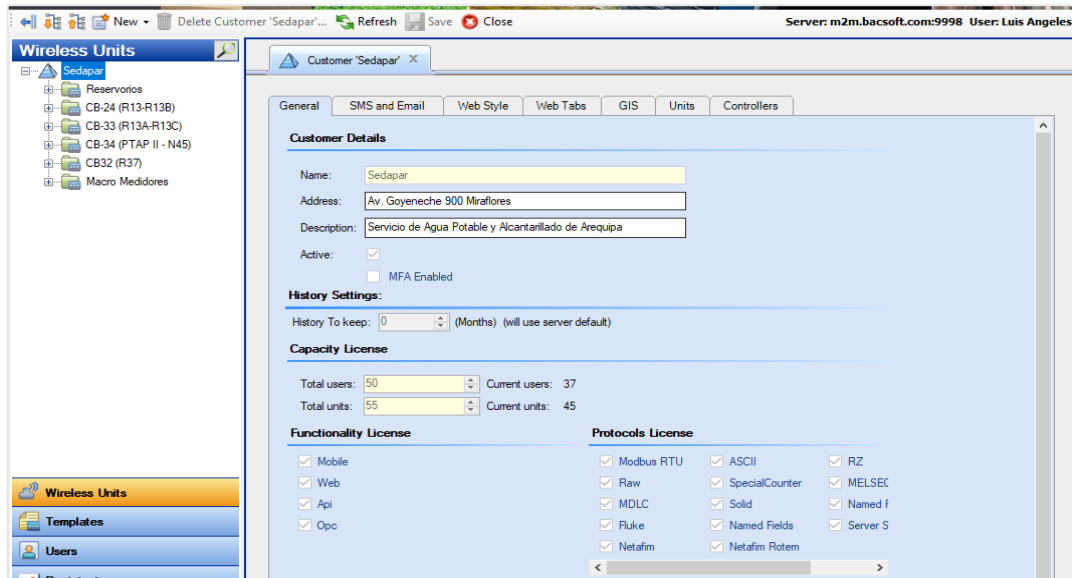 New Delete Customer 'Sedapar'... Refresh Save Close Server: m2m.bacsoft.com:9998 User: Luis Angeles
Wireless Units
Sedapar
Reservorios
CB-24 (R13-R13B)
CB-33 (R13A-R13C)
CB-34 (PTAP II - N45)
CB32 (R37)
Macro Medidores
Wireless Units
Templates
Users
Customer 'Sedapar' X
General SMS and Email Web Style Web Tabs GIS Units Controllers
Customer Details
Name: Sedapar
Address: Av. Goyeneche 900 Miraflores
Description: Servicio de Agua Potable y Alcantarillado de Arequipa
Active:
MFA Enabled
History Settings:
History To keep: 0 (Months) (will use server default)
Capacity License
Total users: 50 Current users: 37
Total units: 55 Current units: 45
Functionality License Protocols License
Mobile Modbus RTU ASCII RZ
Web Raw SpecialCounter MELSEC
Api MDLC Solid Named
Opc Fluke Named Fields Server S
Netafim Netafim Rotem